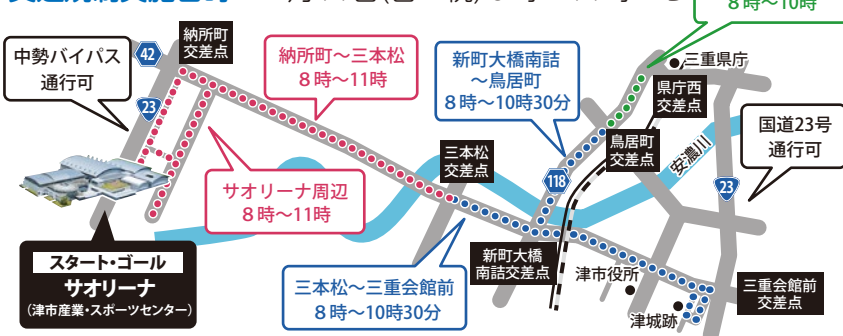 8時～10時
中勢バイパス
通行可
42
23
納所町
交差点
納所町～三本松
8時～11時
新町大橋南詰
～鳥居町
8時～10時30分
三重県庁
県庁西
交差点
鳥居町
交差点
安濃川
国道23号
通行可
23
三本松
交差点
118
サオリーナ周辺
8時～11時
スタート・ゴール
サオリーナ
（津市産業・スポーツセンター）
三本松～三重会館前
8時～10時30分
新町大橋
南詰交差点
津市役所
津城跡
三重会館前
交差点